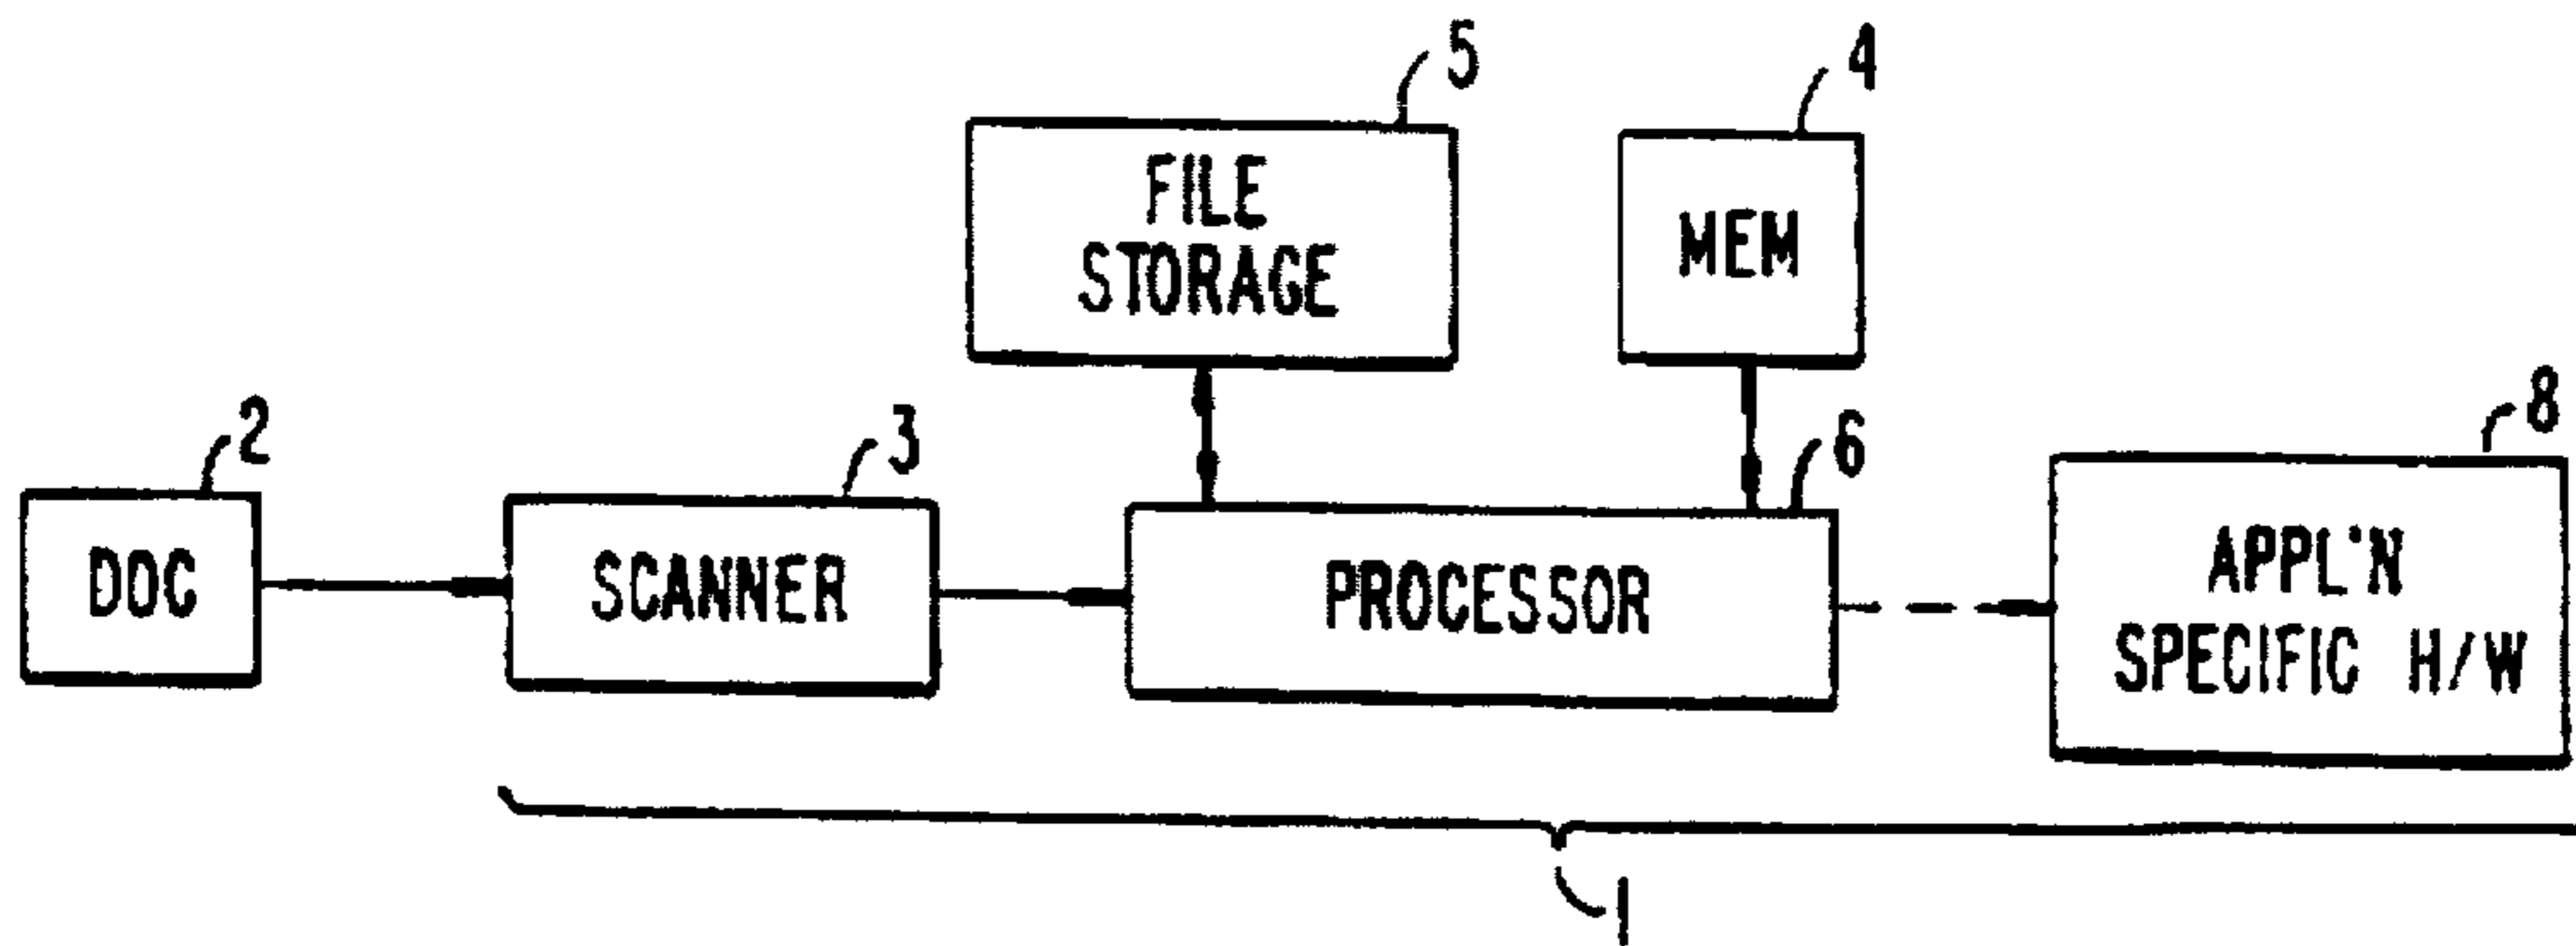 5
4
FILE
STORAGE
MEM
2
3
6
8
DOC
SCANNER
PROCESSOR
APPL'N
SPECIFIC H/W
1